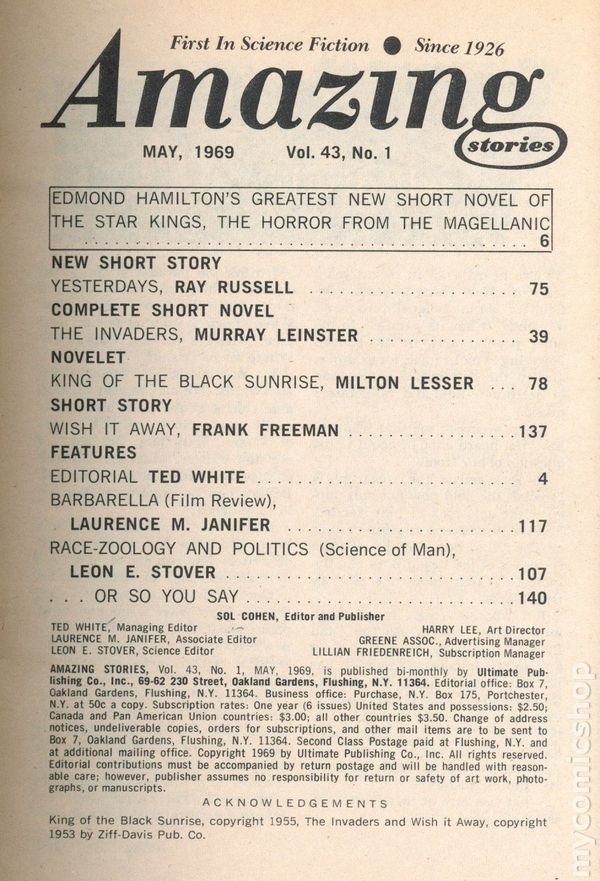 First In Science Fiction ● Since 1926
Amazing
stories
MAY, 1969 Vol. 43, No. 1
EDMOND HAMILTON'S GREATEST NEW SHORT NOVEL OF
THE STAR KINGS, THE HORROR FROM THE MAGELLANIC
. . . . . . . . . . . . . . . . . . . . . . . . . . . . . . . . . . . . . . . . 6
NEW SHORT STORY
YESTERDAYS, RAY RUSSELL . . . . . . . . . . . . . . . . . . 75
COMPLETE SHORT NOVEL
THE INVADERS, MURRAY LEINSTER . . . . . . . . . . . . . 39
NOVELET
KING OF THE BLACK SUNRISE, MILTON LESSER . . . 78
SHORT STORY
WISH IT AWAY, FRANK FREEMAN . . . . . . . . . . . . . . . 137
FEATURES
EDITORIAL TED WHITE . . . . . . . . . . . . . . . . . . . . . . 4
BARBARELLA (Film Review),
LAURENCE M. JANIFER . . . . . . . . . . . . . . . . . . . 117
RACE-ZOOLOGY AND POLITICS (Science of Man),
LEON E. STOVER . . . . . . . . . . . . . . . . . . . . . . . . 107
. . . OR SO YOU SAY . . . . . . . . . . . . . . . . . . . . . . . 140
SOL COHEN, Editor and Publisher
TED WHITE, Managing Editor HARRY LEE, Art Director
LAURENCE M. JANIFER, Associate Editor GREENE ASSOC., Advertising Manager
LEON E. STOVER, Science Editor LILLIAN FRIEDENREICH, Subscription Manager
AMAZING STORIES, Vol. 43, No. 1, MAY, 1969, is published bi-monthly by Ultimate Pub-
lishing Co., Inc., 69-62 230 Street, Oakland Gardens, Flushing, N.Y. 11364. Editorial office: Box 7,
Oakland Gardens, Flushing, N.Y. 11364. Business office: Purchase, N.Y. Box 175, Portchester,
N.Y. at 50c a copy. Subscription rates: One year (6 issues) United States and possessions: $2.50;
Canada and Pan American Union countries: $3.00; all other countries $3.50. Change of address
notices, undeliverable copies, orders for subscriptions, and other mail items are to be sent to
Box 7, Oakland Gardens, Flushing, N.Y. 11364. Second Class Postage paid at Flushing, N.Y. and
at additional mailing office. Copyright 1969 by Ultimate Publishing Co., Inc. All rights reserved.
Editorial contributions must be accompanied by return postage and will be handled with reason-
able care; however, publisher assumes no responsibility for return or safety of art work, photo-
graphs, or manuscripts.
ACKNOWLEDGEMENTS
King of the Black Sunrise, copyright 1955, The Invaders and Wish it Away, copyright
1953 by Ziff-Davis Pub. Co.
mycomicshop